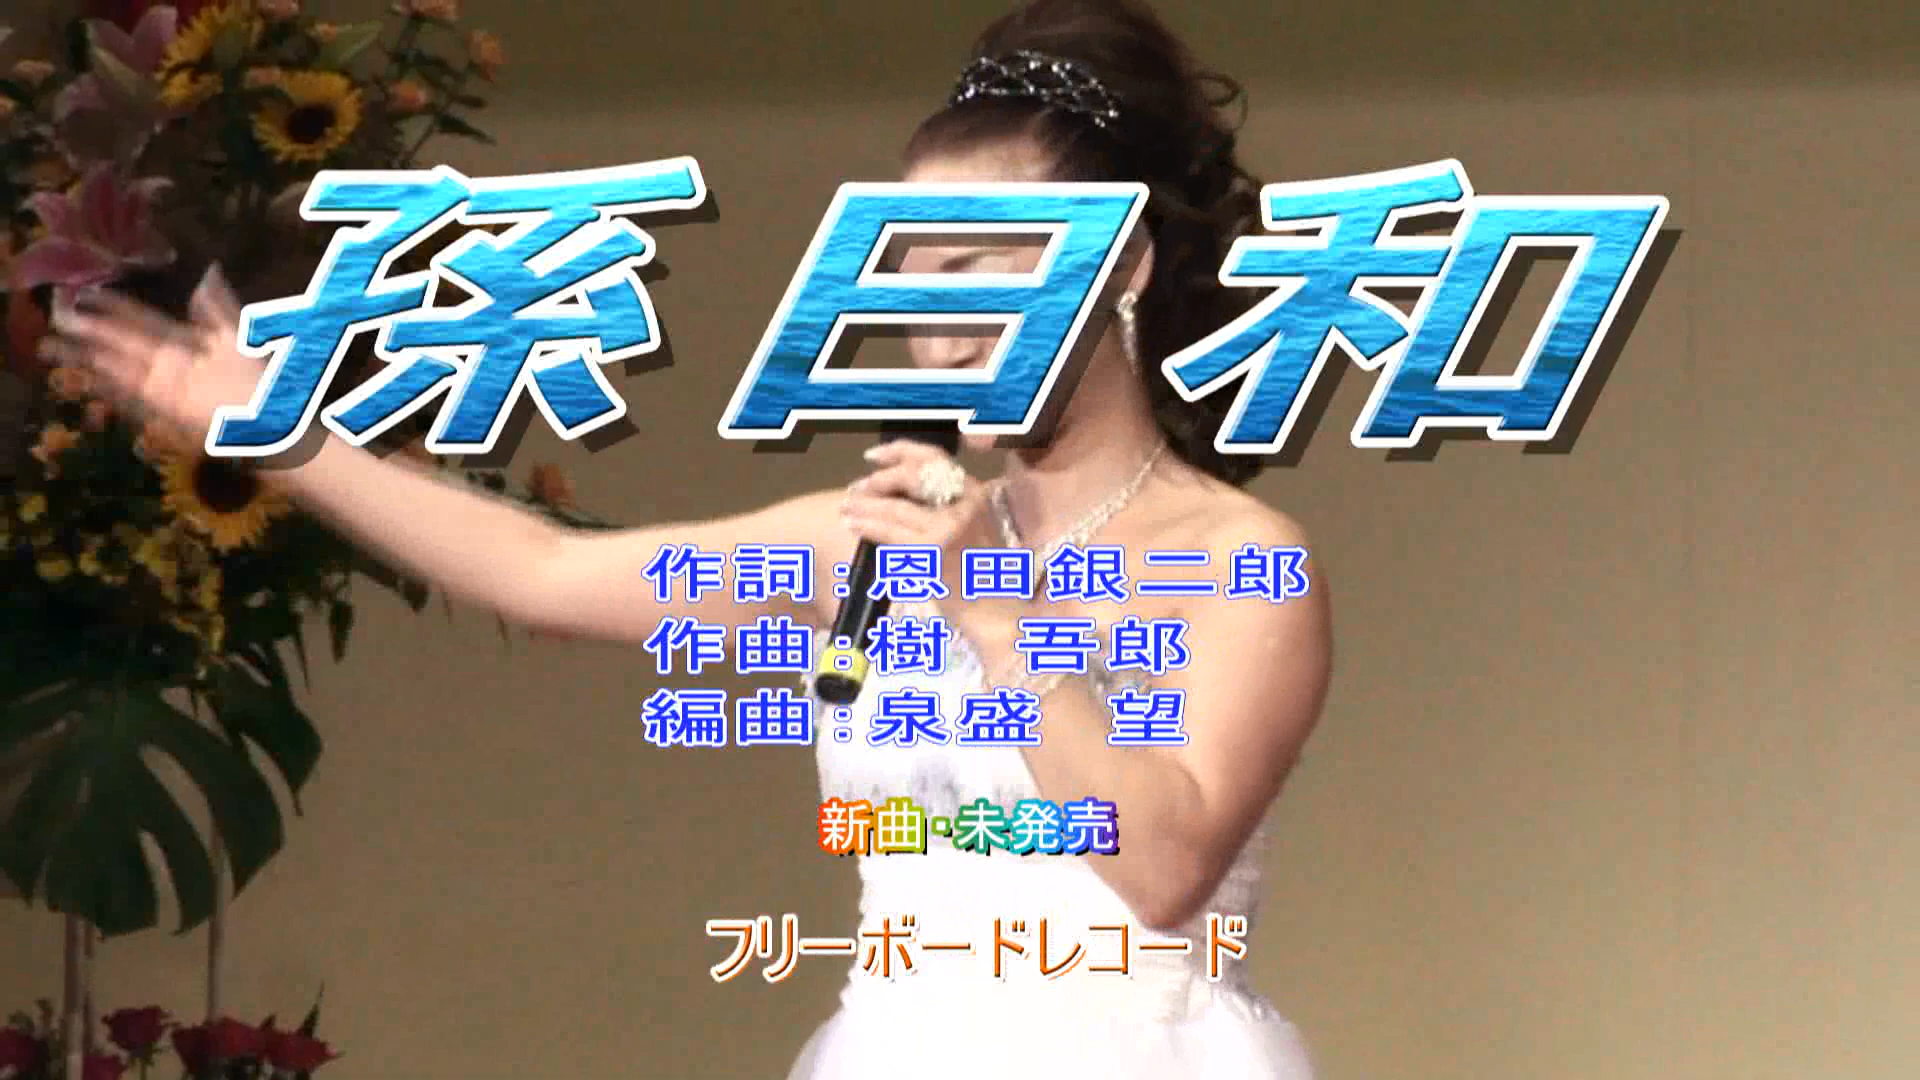 孫日和
作詞:恩田銀二郎
作曲:樹 吾郎
編曲:泉盛 望
新曲・未発売
フリーボードレコード